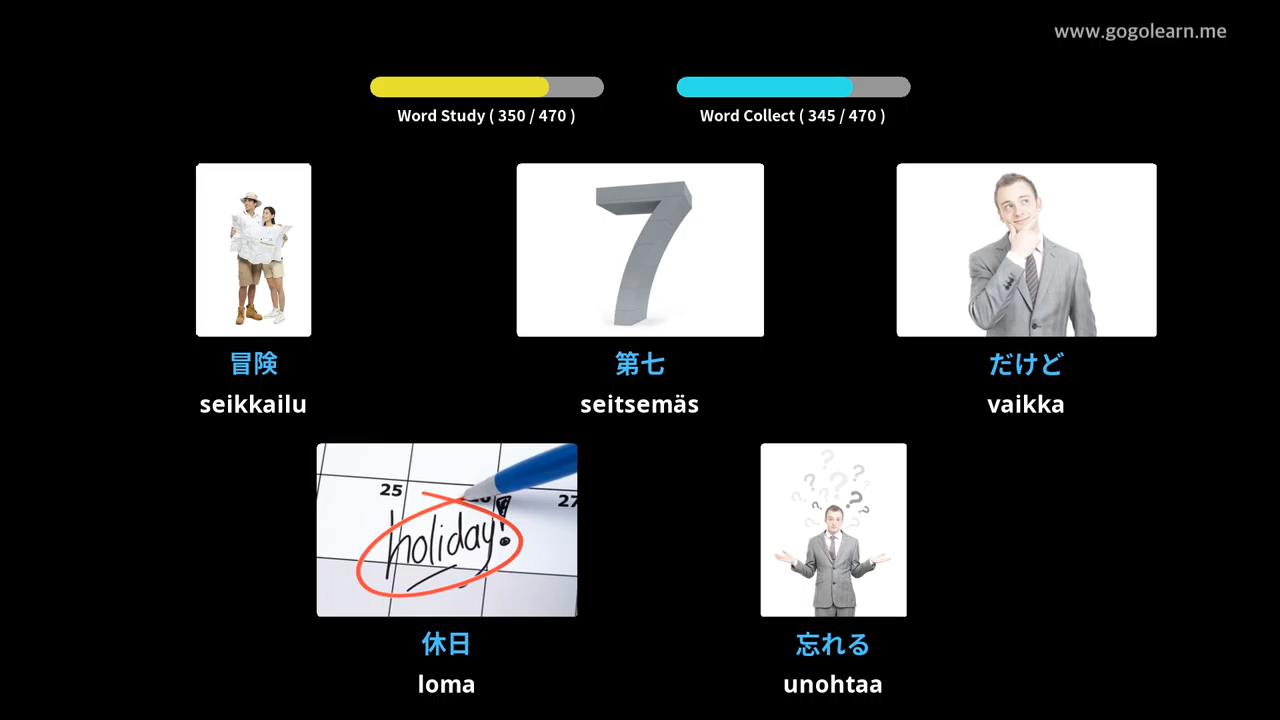 www.gogolearn.me
Word Study ( 350 / 470 )
Word Collect ( 345 / 470 )
冒険
seikkailu
第七
seitsemäs
だけど
vaikka
25
27
holiday!
休日
loma
忘れる
unohtaa